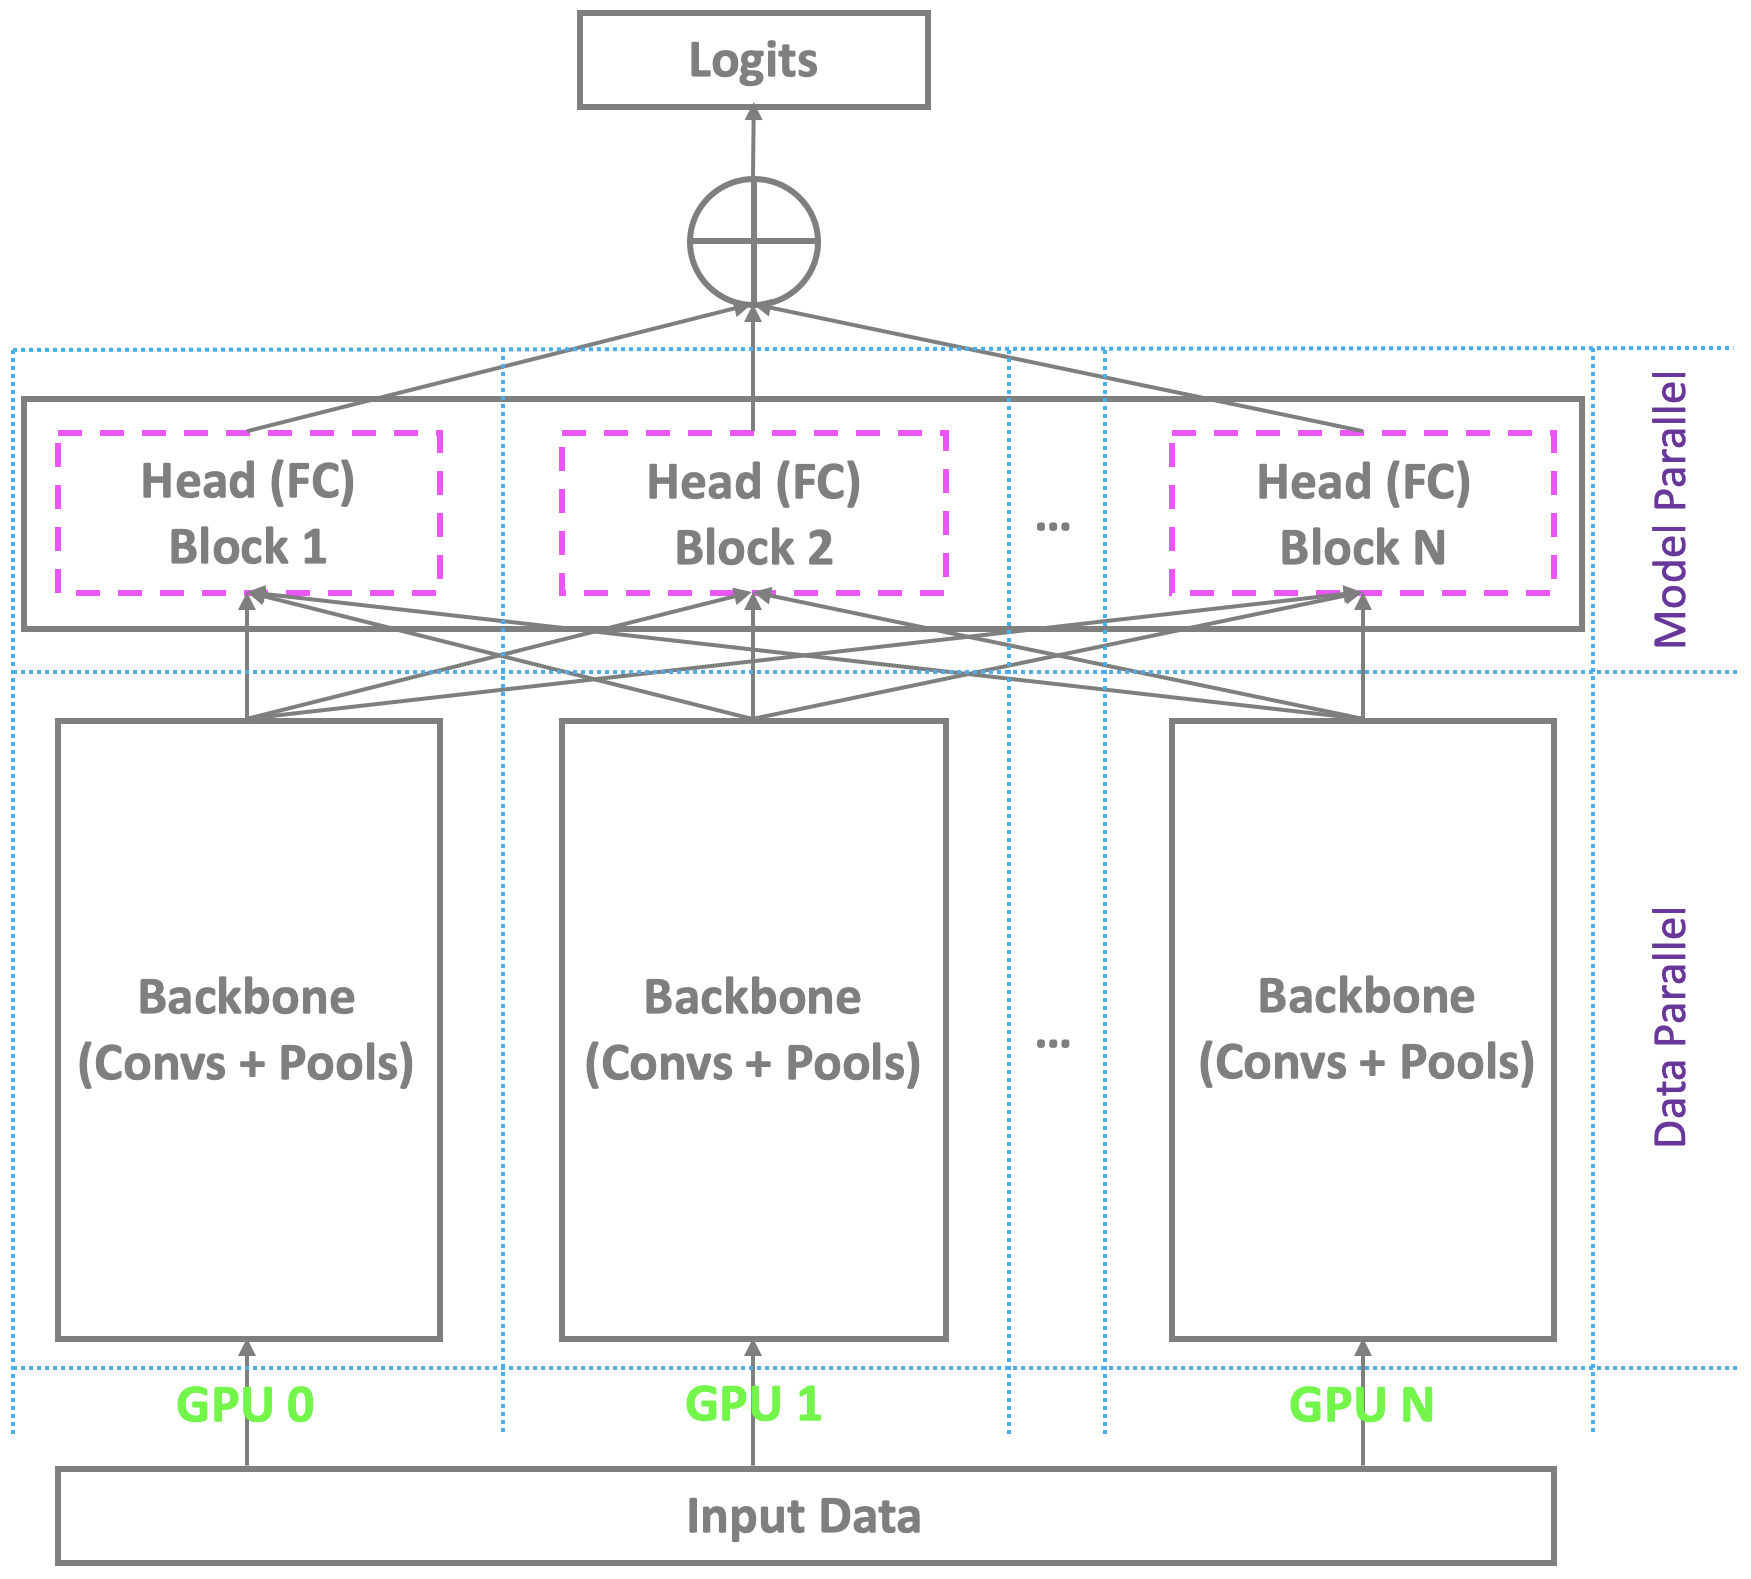 Logits
Head (FC)
Block 1
Head (FC)
Block 2
...
Head (FC)
Block N
Model Parallel
Backbone
(Convs + Pools)
Backbone
(Convs + Pools)
...
Backbone
(Convs + Pools)
Data Parallel
GPU 0
GPU 1
GPU N
Input Data